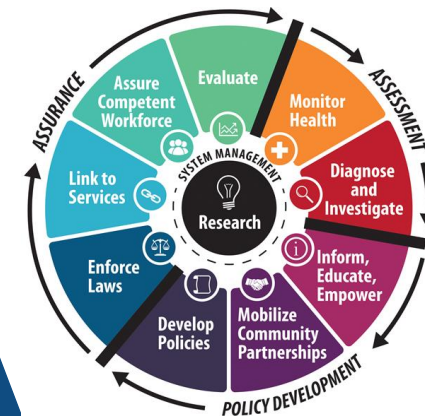 ASSESSMENT
Monitor
Health
Diagnose
and
Investigate
POLICY DEVELOPMENT
Inform,
Educate,
Empower
Mobilize
Community
Partnerships
Develop
Policies
ASSURANCE
Enforce
Laws
Link to
Services
Assure
Competent
Workforce
Evaluate
SYSTEM MANAGEMENT
Research